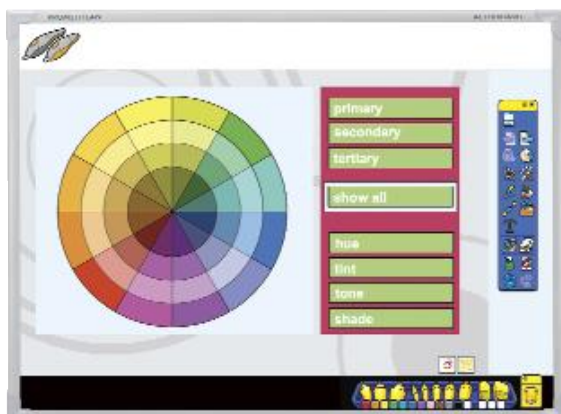 primary
secondary
tertiary
show all
hue
tint
tone
shade